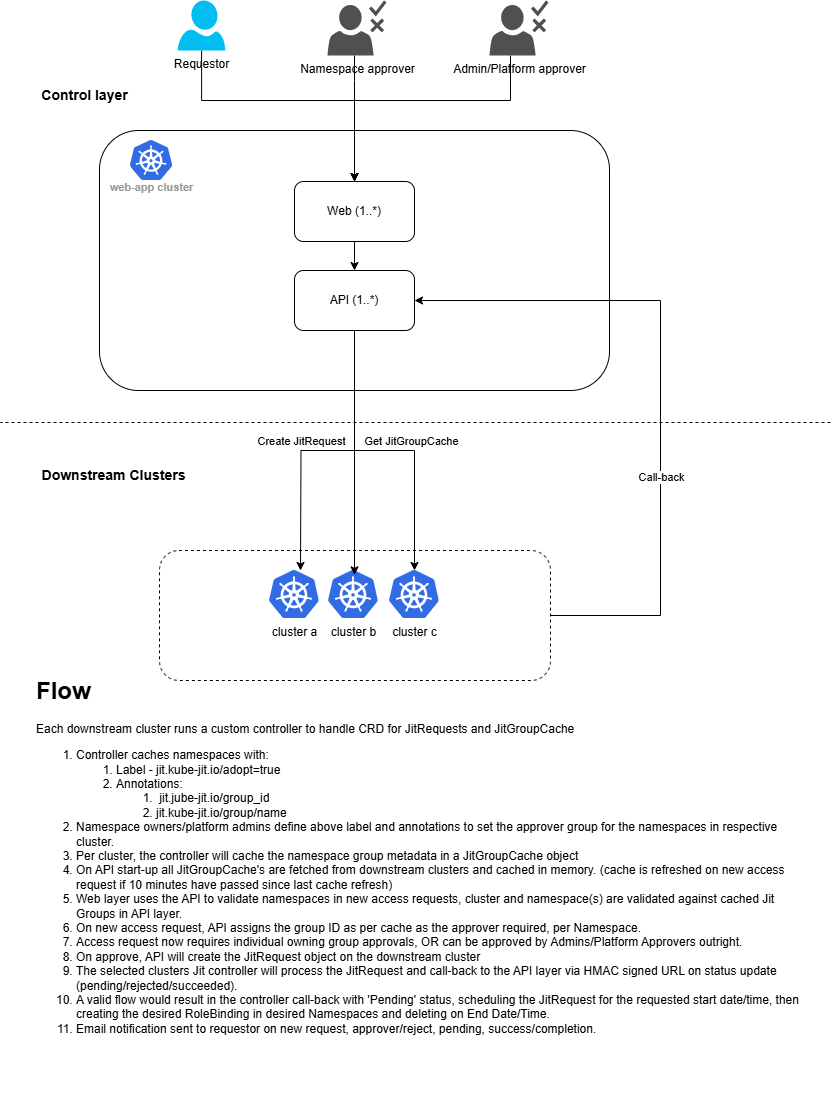 Requestor
Namespace approver
Admin/Platform approver
Control layer
web-app cluster
Web (1..*)
API (1..*)
Create JitRequest
Get JitGroupCache
Downstream Clusters
Call-back
cluster a
cluster b
cluster c
Flow
Each downstream cluster runs a custom controller to handle CRD for JitRequests and JitGroupCache
1. Controller caches namespaces with:
1. Label - jit.kube-jit.io/adopt=true
2. Annotations:
1. jit.jube-jit.io/group_id
2. jit.kube-jit.io/group/name
2. Namespace owners/platform admins define above label and annotations to set the approver group for the namespaces in respective
cluster.
3. Per cluster, the controller will cache the namespace group metadata in a JitGroupCache object
4. On API start-up all JitGroupCache's are fetched from downstream clusters and cached in memory. (cache is refreshed on new access
request if 10 minutes have passed since last cache refresh)
5. Web layer uses the API to validate namespaces in new access requests, cluster and namespace(s) are validated against cached Jit
Groups in API layer.
6. On new access request, API assigns the group ID as per cache as the approver required, per Namespace.
7. Access request now requires individual owning group approvals, OR can be approved by Admins/Platform Approvers outright.
8. On approve, API will create the JitRequest object on the downstream cluster
9. The selected clusters Jit controller will process the JitRequest and call-back to the API layer via HMAC signed URL on status update
(pending/rejected/succeeded).
10. A valid flow would result in the controller call-back with 'Pending' status, scheduling the JitRequest for the requested start date/time, then
creating the desired RoleBinding in desired Namespaces and deleting on End Date/Time.
11. Email notification sent to requestor on new request, approver/reject, pending, success/completion.